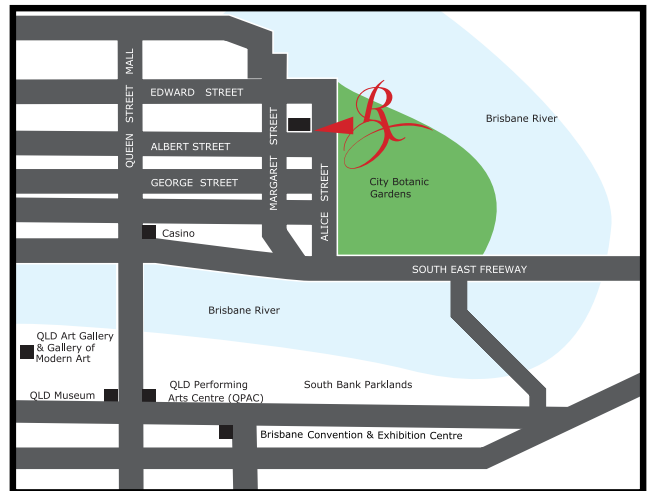 QUEEN STREET MALL
EDWARD STREET
ALBERT STREET
GEORGE STREET
MARGARET STREET
ALICE STREET
Brisbane River
City Botanic
Gardens
Casino
SOUTH EAST FREEWAY
Brisbane River
QLD Art Gallery
& Gallery of
Modern Art
QLD Museum
QLD Performing
Arts Centre (QPAC)
South Bank Parklands
Brisbane Convention & Exhibition Centre